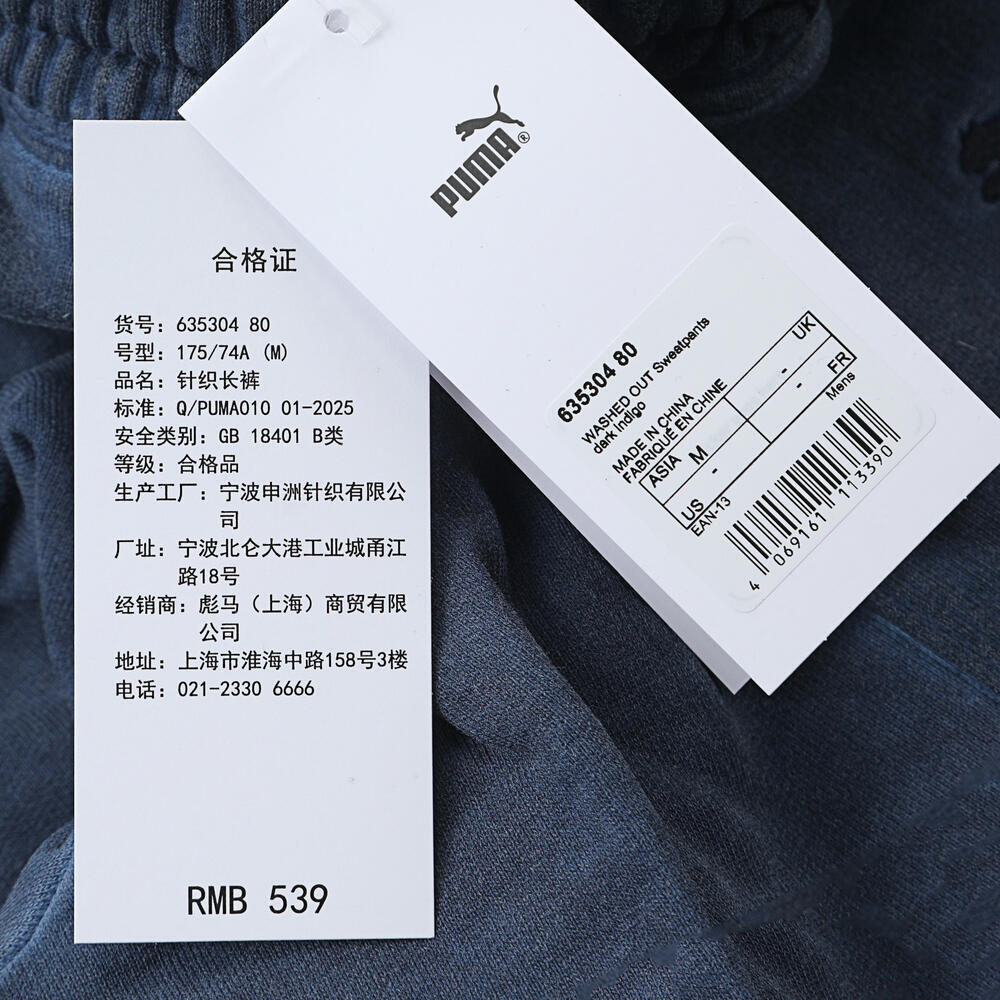 合格证
货号：635304 80
号型：175/74A (M)
品名：针织长裤
标准：Q/PUMA010 01-2025
安全类别：GB 18401 B类
等级：合格品
生产工厂：宁波申洲针织有限公
司
厂址：宁波北仑大港工业城甬江
路18号
经销商：彪马（上海）商贸有限
公司
地址：上海市淮海中路158号3楼
电话：021-2330 6666
RMB 539
PUMA®
635304 80
WASHED OUT Sweatpants
dark indigo
MADE IN CHINA
FABRIQUÉ EN CHINE
ASIA M - UK
US - - FR
EAN-13 Mens
4 069161 113390